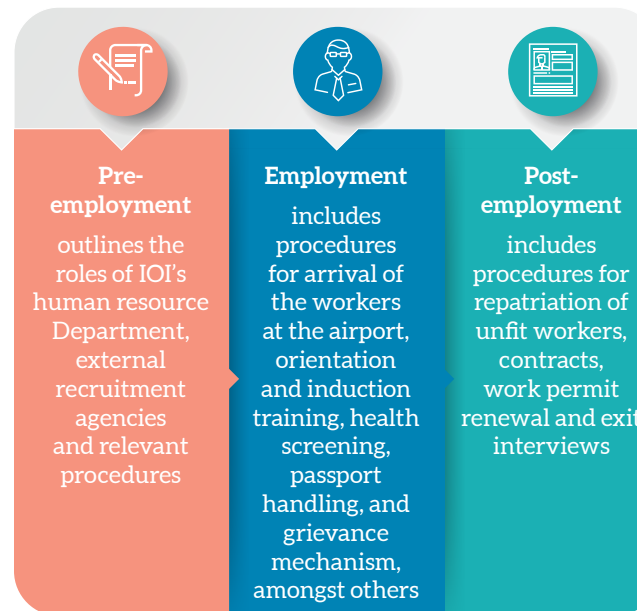 Pre-
employment
outlines the
roles of IOI's
human resource
Department,
external
recruitment
agencies
and relevant
procedures
Employment
includes
procedures
for arrival of
the workers
at the airport,
orientation
and induction
training, health
screening,
passport
handling, and
grievance
mechanism,
amongst others
Post-
employment
includes
procedures for
repatriation of
unfit workers,
contracts,
work permit
renewal and exit
interviews